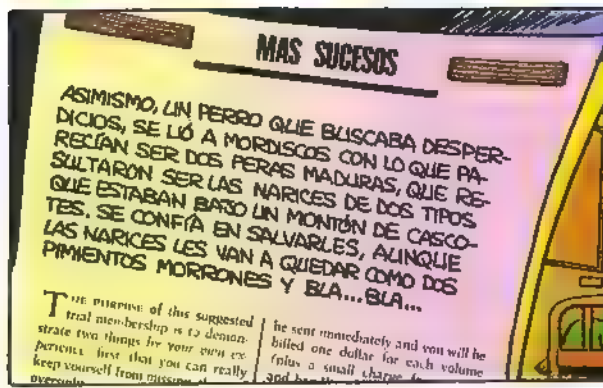 MAS SUCESOS
ASIMISMO, UN PERRO QUE BUSCABA DESPER-
DICIOS, SE LIÓ A MORDISCOS CON LO QUE PA-
RECÍAN SER DOS PERAS MADURAS, QUE RE-
SULTARON SER LAS NARICES DE DOS TIPOS
QUE ESTABAN BAJO UN MONTÓN DE CASCO-
TES. SE CONFÍA EN SALVARLES, AUNQUE
LAS NARICES LES VAN A QUEDAR COMO DOS
PIMIENTOS MORRONES Y BLA... BLA...
THE PURPOSE of this suggested
trial membership is to demon-
strate two things by your own ex-
perience: first that you can really
keep yourself from missing
be sent immediately and you will be
billed one dollar for each volume
(plus a small charge